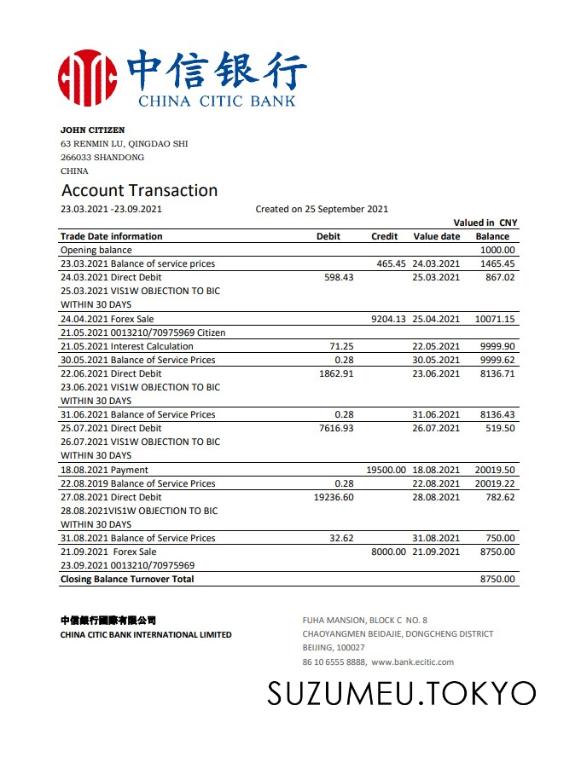 中信银行
CHINA CITIC BANK
JOHN CITIZEN
63 RENMIN LU, QINGDAO SHI
266033 SHANDONG
CHINA
Account Transaction
23.03.2021 -23.09.2021 Created on 25 September 2021
Valued in CNY
Trade Date information Debit Credit Value date Balance
Opening balance 1000.00
23.03.2021 Balance of service prices 465.45 24.03.2021 1465.45
24.03.2021 Direct Debit 598.43 25.03.2021 867.02
25.03.2021 VIS1W OBJECTION TO BIC
WITHIN 30 DAYS
24.04.2021 Forex Sale 9204.13 25.04.2021 10071.15
21.05.2021 0013210/70975969 Citizen
21.05.2021 Interest Calculation 71.25 22.05.2021 9999.90
30.05.2021 Balance of Service Prices 0.28 30.05.2021 9999.62
22.06.2021 Direct Debit 1862.91 23.06.2021 8136.71
23.06.2021 VIS1W OBJECTION TO BIC
WITHIN 30 DAYS
31.06.2021 Balance of Service Prices 0.28 31.06.2021 8136.43
25.07.2021 Direct Debit 7616.93 26.07.2021 519.50
26.07.2021 VIS1W OBJECTION TO BIC
WITHIN 30 DAYS
18.08.2021 Payment 19500.00 18.08.2021 20019.50
22.08.2019 Balance of Service Prices 0.28 22.08.2021 20019.22
27.08.2021 Direct Debit 19236.60 28.08.2021 782.62
28.08.2021VIS1W OBJECTION TO BIC
WITHIN 30 DAYS
31.08.2021 Balance of Service Prices 32.62 31.08.2021 750.00
21.09.2021 Forex Sale 8000.00 21.09.2021 8750.00
23.09.2021 0013210/70975969
Closing Balance Turnover Total 8750.00
中信銀行國際有限公司
CHINA CITIC BANK INTERNATIONAL LIMITED
FUHA MANSION, BLOCK C NO. 8
CHAOYANGMEN BEIDAJIE, DONGCHENG DISTRICT
BEIJING, 100027
86 10 6555 8888, www.bank.ecitic.com
SUZUMEU.TOKYO